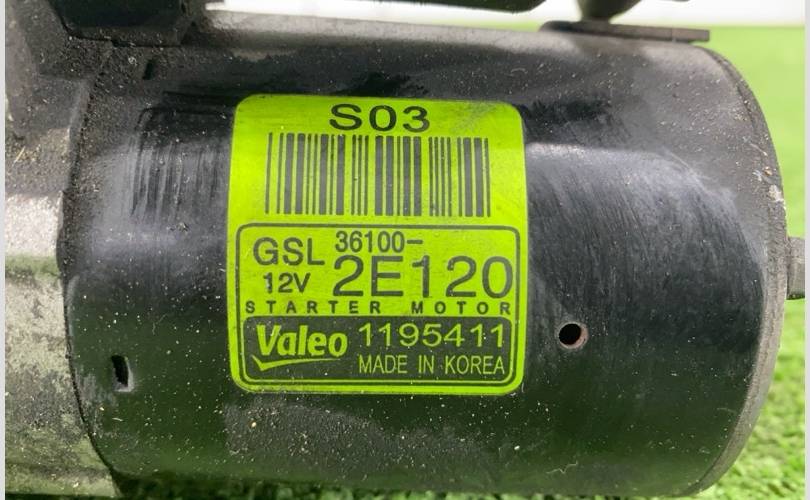 S03
GSL 36100-
12V 2E120
STARTER MOTOR
Valeo 1195411
MADE IN KOREA